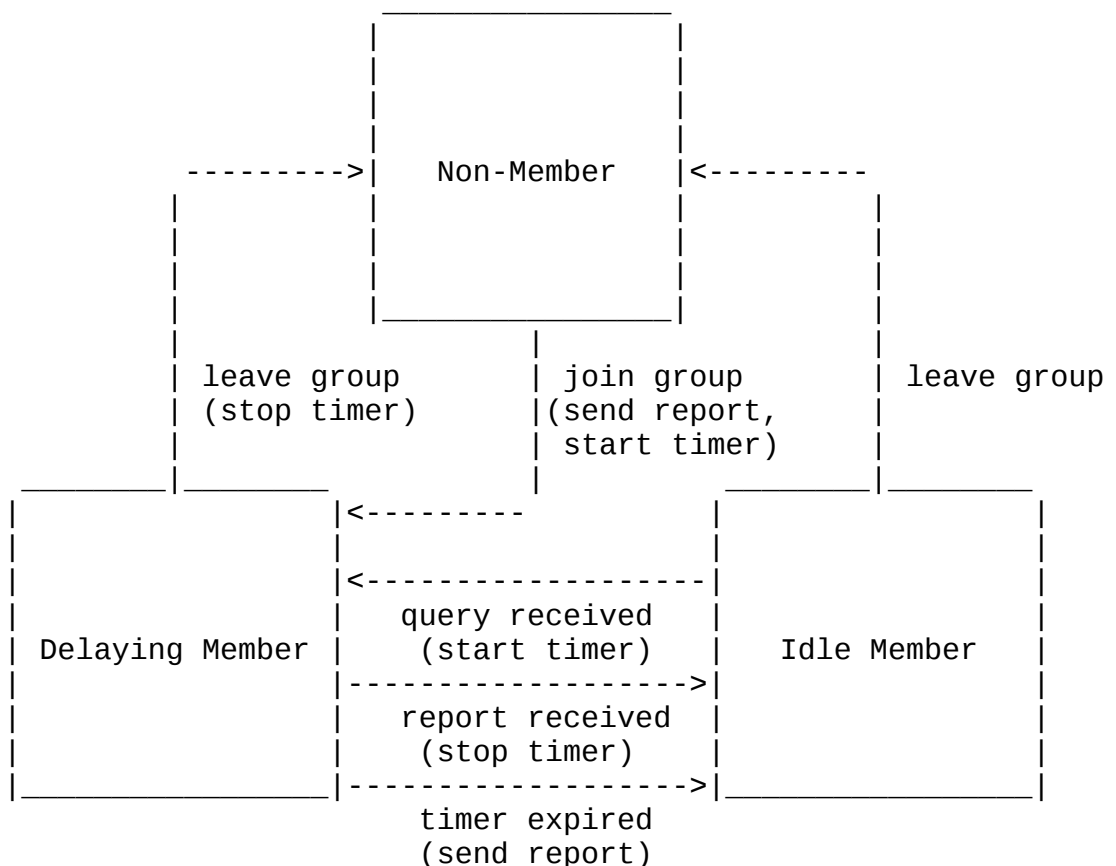 Non-Member
leave group
(stop timer)
join group
(send report,
start timer)
leave group
query received
(start timer)
Delaying Member
Idle Member
report received
(stop timer)
timer expired
(send report)